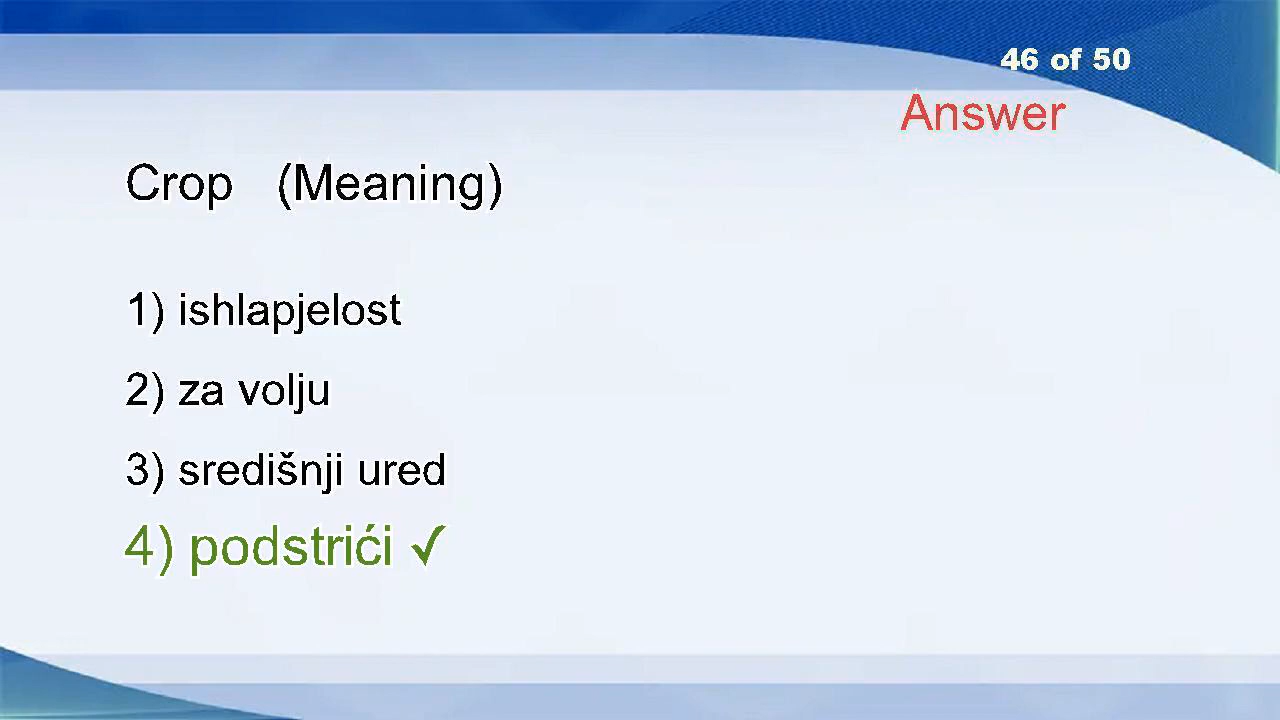 46 of 50
Answer
Crop (Meaning)
1) ishlapjelost
2) za volju
3) središnji ured
4) podstrići ✓